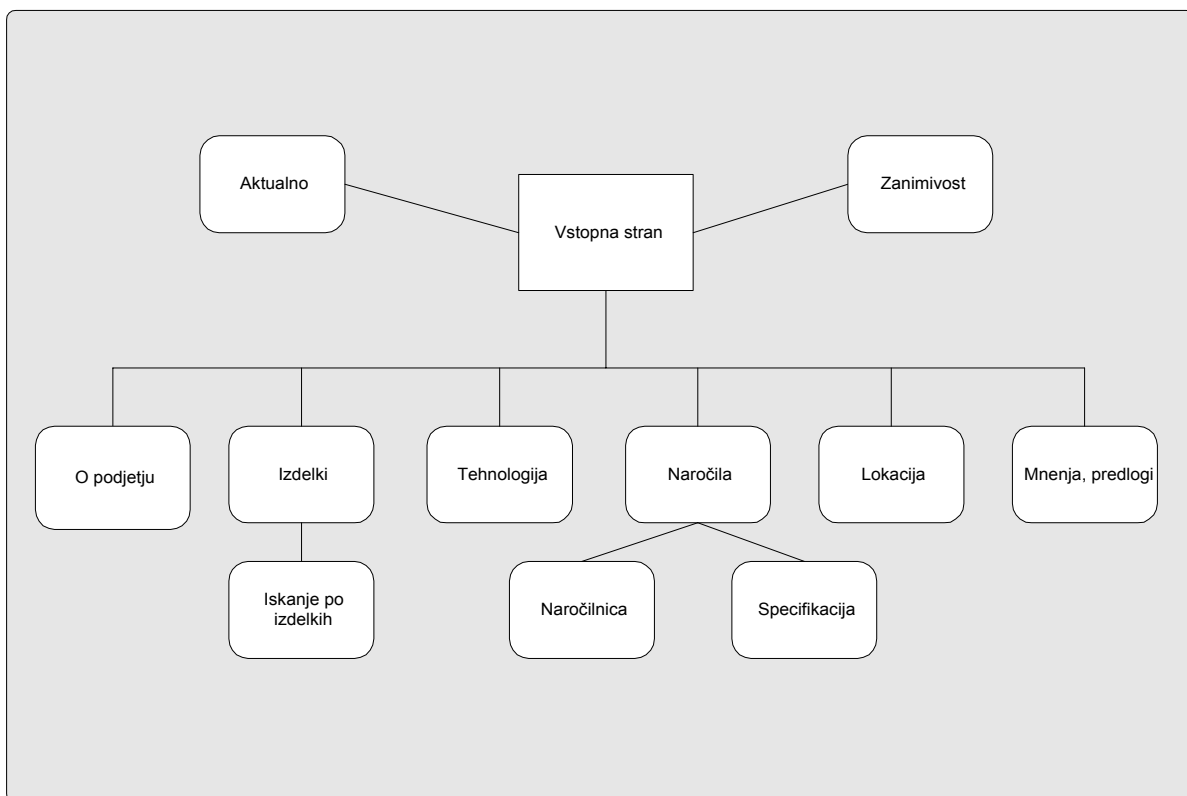 Aktualno
Zanimivost
Vstopna stran
O podjetju
Izdelki
Tehnologija
Naročila
Lokacija
Mnenja, predlogi
Iskanje po
izdelkih
Naročilnica
Specifikacija